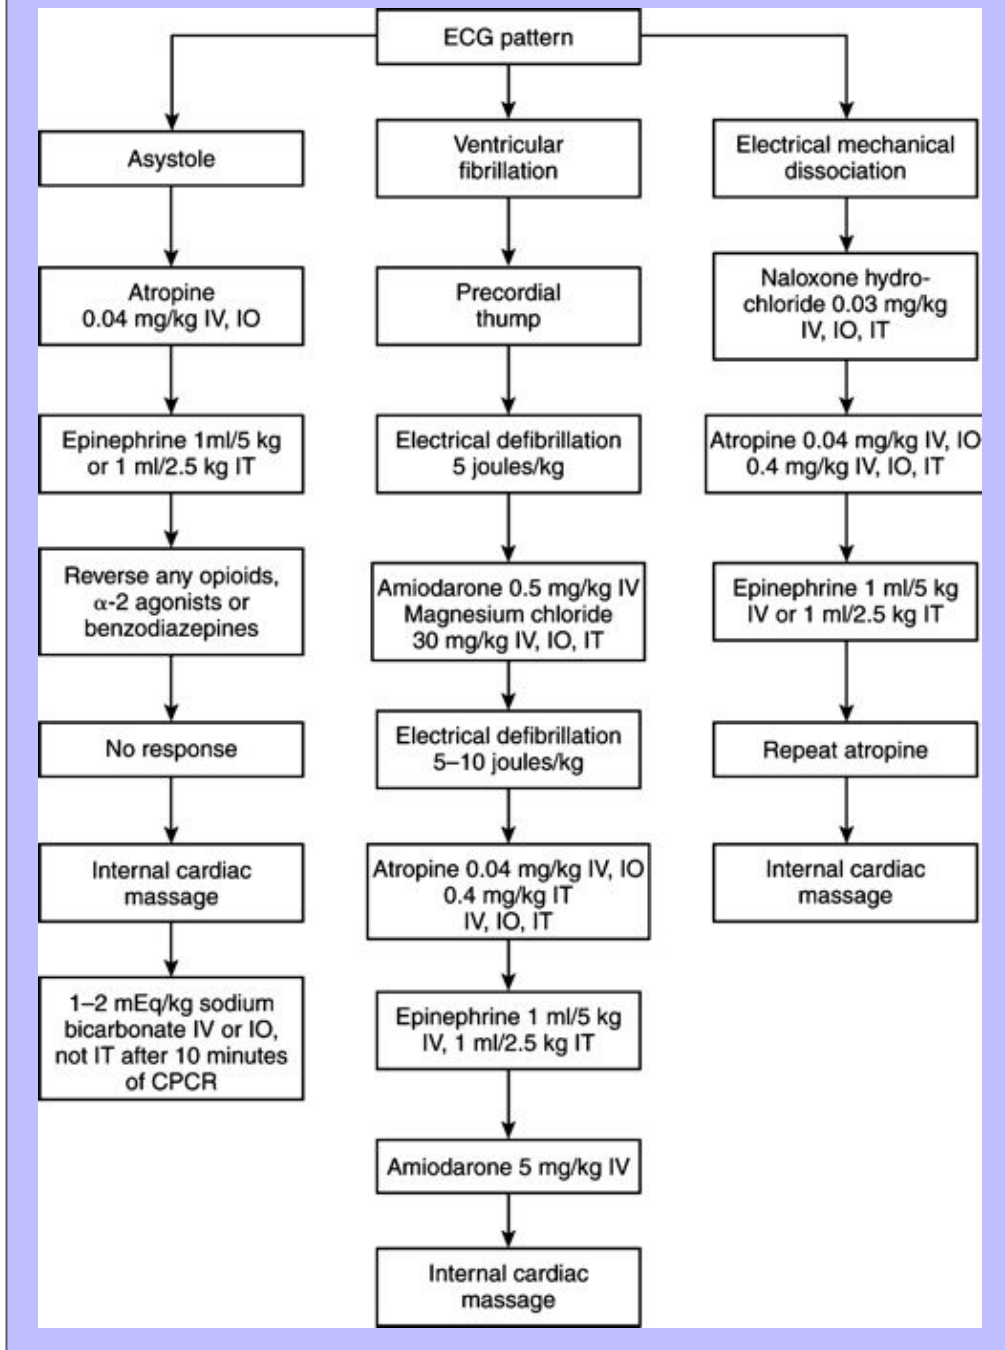 ECG pattern
Asystole
Atropine
0.04 mg/kg IV, IO
Epinephrine 1ml/5 kg
or 1 ml/2.5 kg IT
Reverse any opioids,
α-2 agonists or
benzodiazepines
No response
Internal cardiac
massage
1–2 mEq/kg sodium
bicarbonate IV or IO,
not IT after 10 minutes
of CPCR
Ventricular
fibrillation
Precordial
thump
Electrical defibrillation
5 joules/kg
Amiodarone 0.5 mg/kg IV
Magnesium chloride
30 mg/kg IV, IO, IT
Electrical defibrillation
5–10 joules/kg
Atropine 0.04 mg/kg IV, IO
0.4 mg/kg IT
IV, IO, IT
Epinephrine 1 ml/5 kg
IV, 1 ml/2.5 kg IT
Amiodarone 5 mg/kg IV
Internal cardiac
massage
Electrical mechanical
dissociation
Naloxone hydro-
chloride 0.03 mg/kg
IV, IO, IT
Atropine 0.04 mg/kg IV, IO
0.4 mg/kg IV, IO, IT
Epinephrine 1 ml/5 kg
IV or 1 ml/2.5 kg IT
Repeat atropine
Internal cardiac
massage